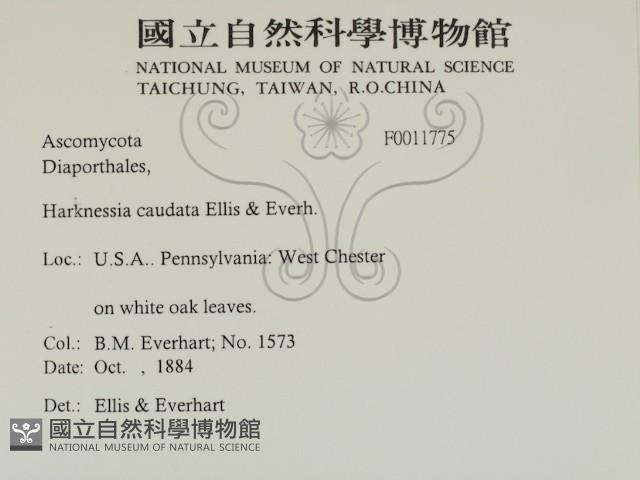 國立自然科學博物館
NATIONAL MUSEUM OF NATURAL SCIENCE
TAICHUNG, TAIWAN, R.O.CHINA
Ascomycota F0011775
Diaporthales,
Harknessia caudata Ellis & Everh.
Loc.: U.S.A.. Pennsylvania: West Chester
on white oak leaves.
Col.: B.M. Everhart; No. 1573
Date: Oct. , 1884
Det.: Ellis & Everhart
國立自然科學博物館
NATIONAL MUSEUM OF NATURAL SCIENCE